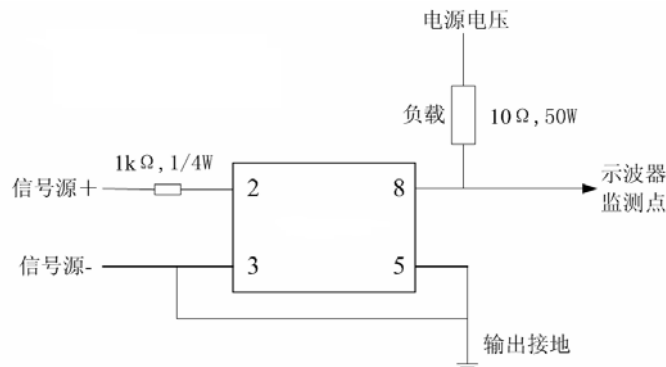 电源电压
负载
10Ω,50W
1kΩ,1/4W
信号源+
2
8
示波器
监测点
信号源-
3
5
输出接地